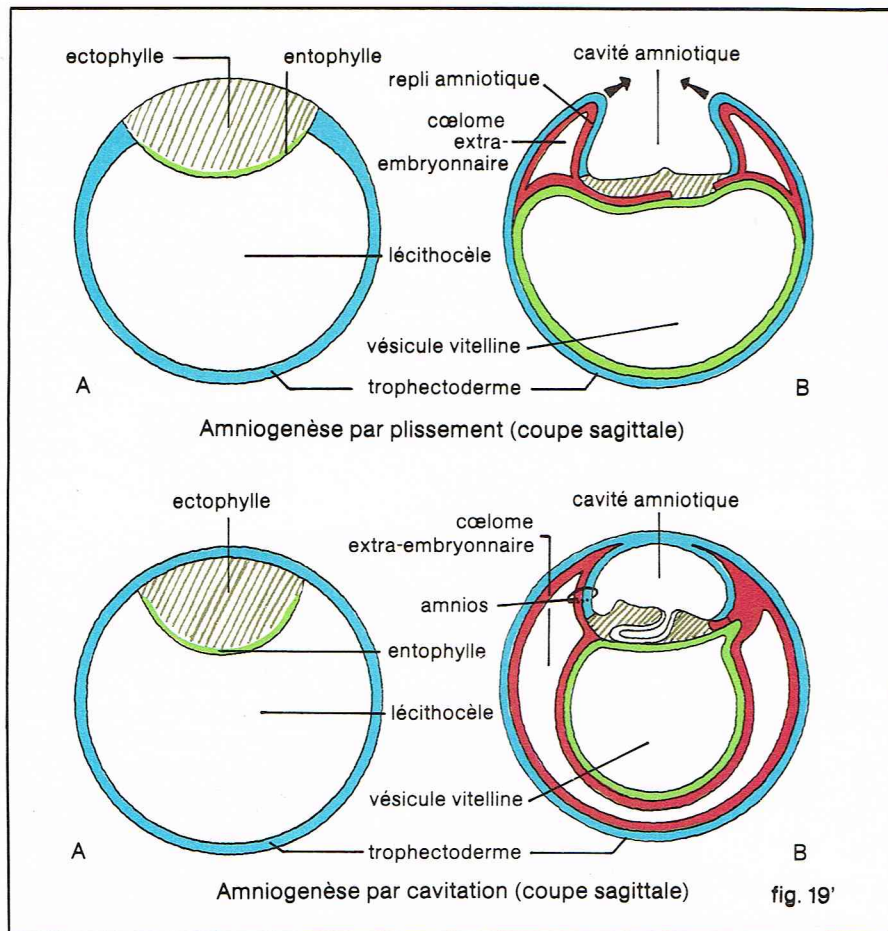 ectophylle
entophylle
cavité amniotique
repli amniotique
cœlome
extra-
embryonnaire
lécithocèle
vésicule vitelline
A
trophectoderme
B
Amniogenèse par plissement (coupe sagittale)
ectophylle
cavité amniotique
cœlome
extra-embryonnaire
amnios
entophylle
lécithocèle
vésicule vitelline
A
trophectoderme
B
Amniogenèse par cavitation (coupe sagittale)
fig. 19'